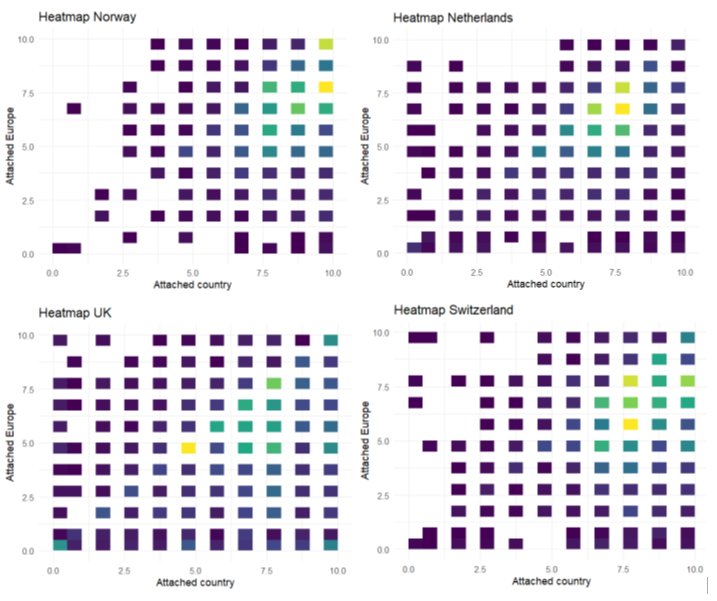 Heatmap Norway
Attached Europe
10.0
7.5
5.0
2.5
0.0
0.0 2.5 5.0 7.5 10.0
Attached country
Heatmap Netherlands
Attached Europe
10.0
7.5
5.0
2.5
0.0
0.0 2.5 5.0 7.5 10.0
Attached country
Heatmap UK
Attached Europe
10.0
7.5
5.0
2.5
0.0
0.0 2.5 5.0 7.5 10.0
Attached country
Heatmap Switzerland
Attached Europe
10.0
7.5
5.0
2.5
0.0
0.0 2.5 5.0 7.5 10.0
Attached country